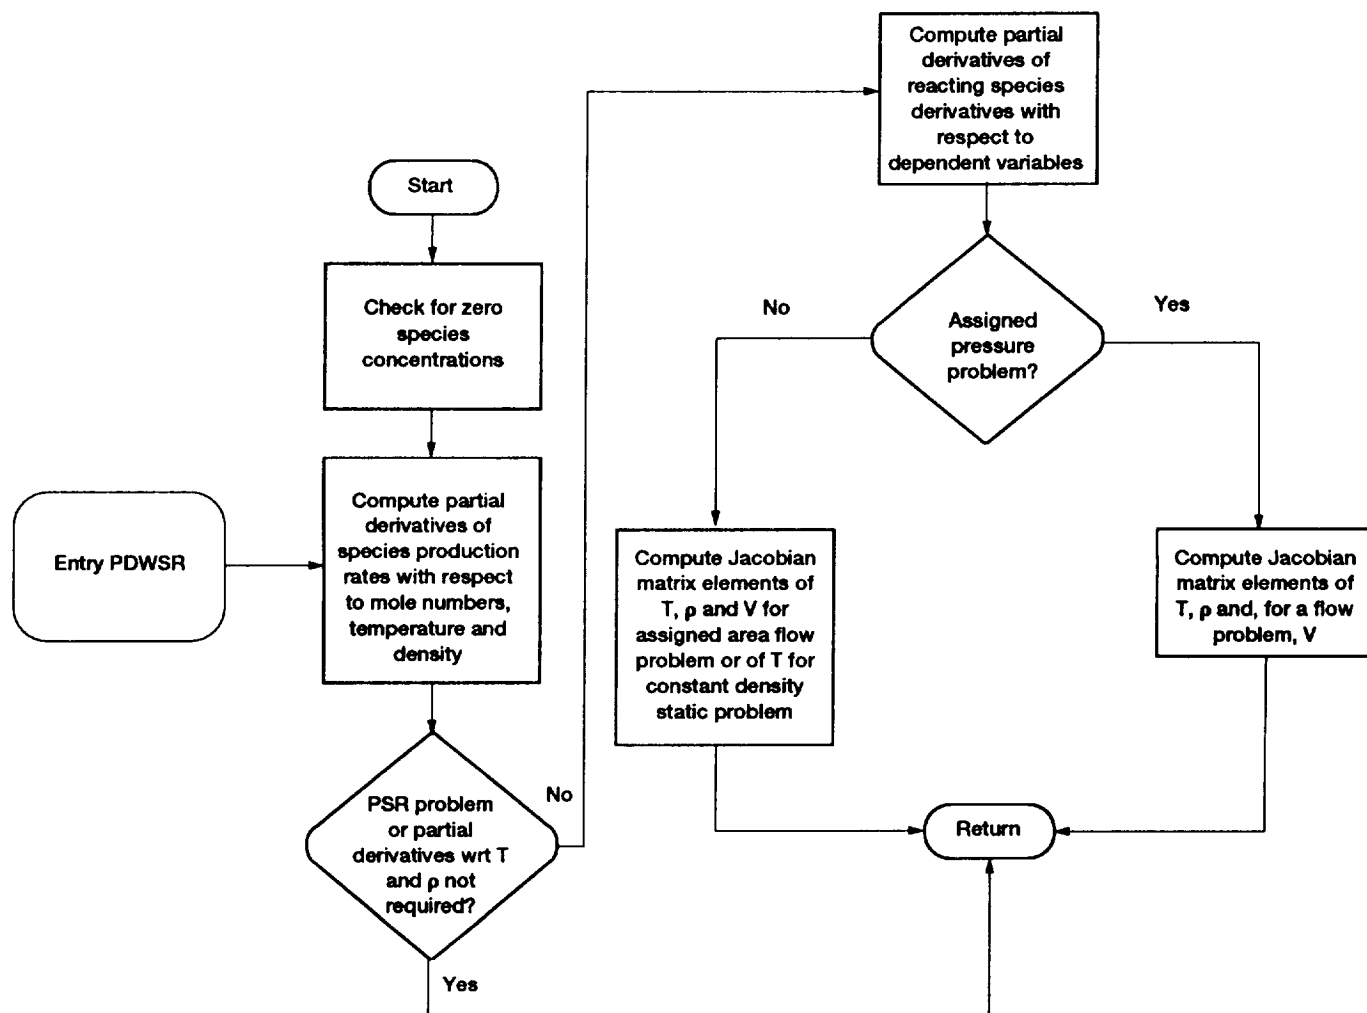 Start
Check for zero
species
concentrations
Entry PDWSR
Compute partial
derivatives of
species production
rates with respect
to mole numbers,
temperature and
density
PSR problem
or partial
derivatives wrt T
and ρ not
required?
No
Yes
Compute partial
derivatives of
reacting species
derivatives with
respect to
dependent variables
Assigned
pressure
problem?
No
Yes
Compute Jacobian
matrix elements of
T, ρ and V for
assigned area flow
problem or of T for
constant density
static problem
Compute Jacobian
matrix elements of
T, ρ and, for a flow
problem, V
Return